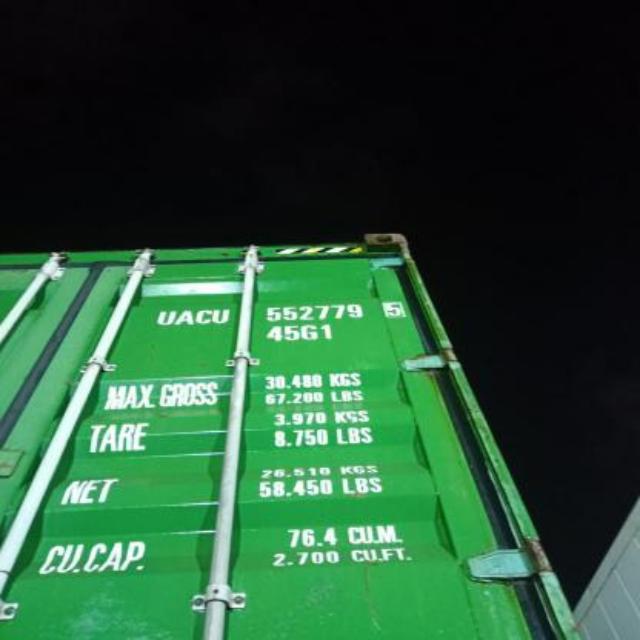 UACU 552779 5
45G1
MAX. GROSS 30.480 KGS
67.200 LBS
TARE 3.970 KGS
8.750 LBS
NET 26.510 KGS
58.450 LBS
CU.CAP. 76.4 CU.M.
2.700 CU.FT.